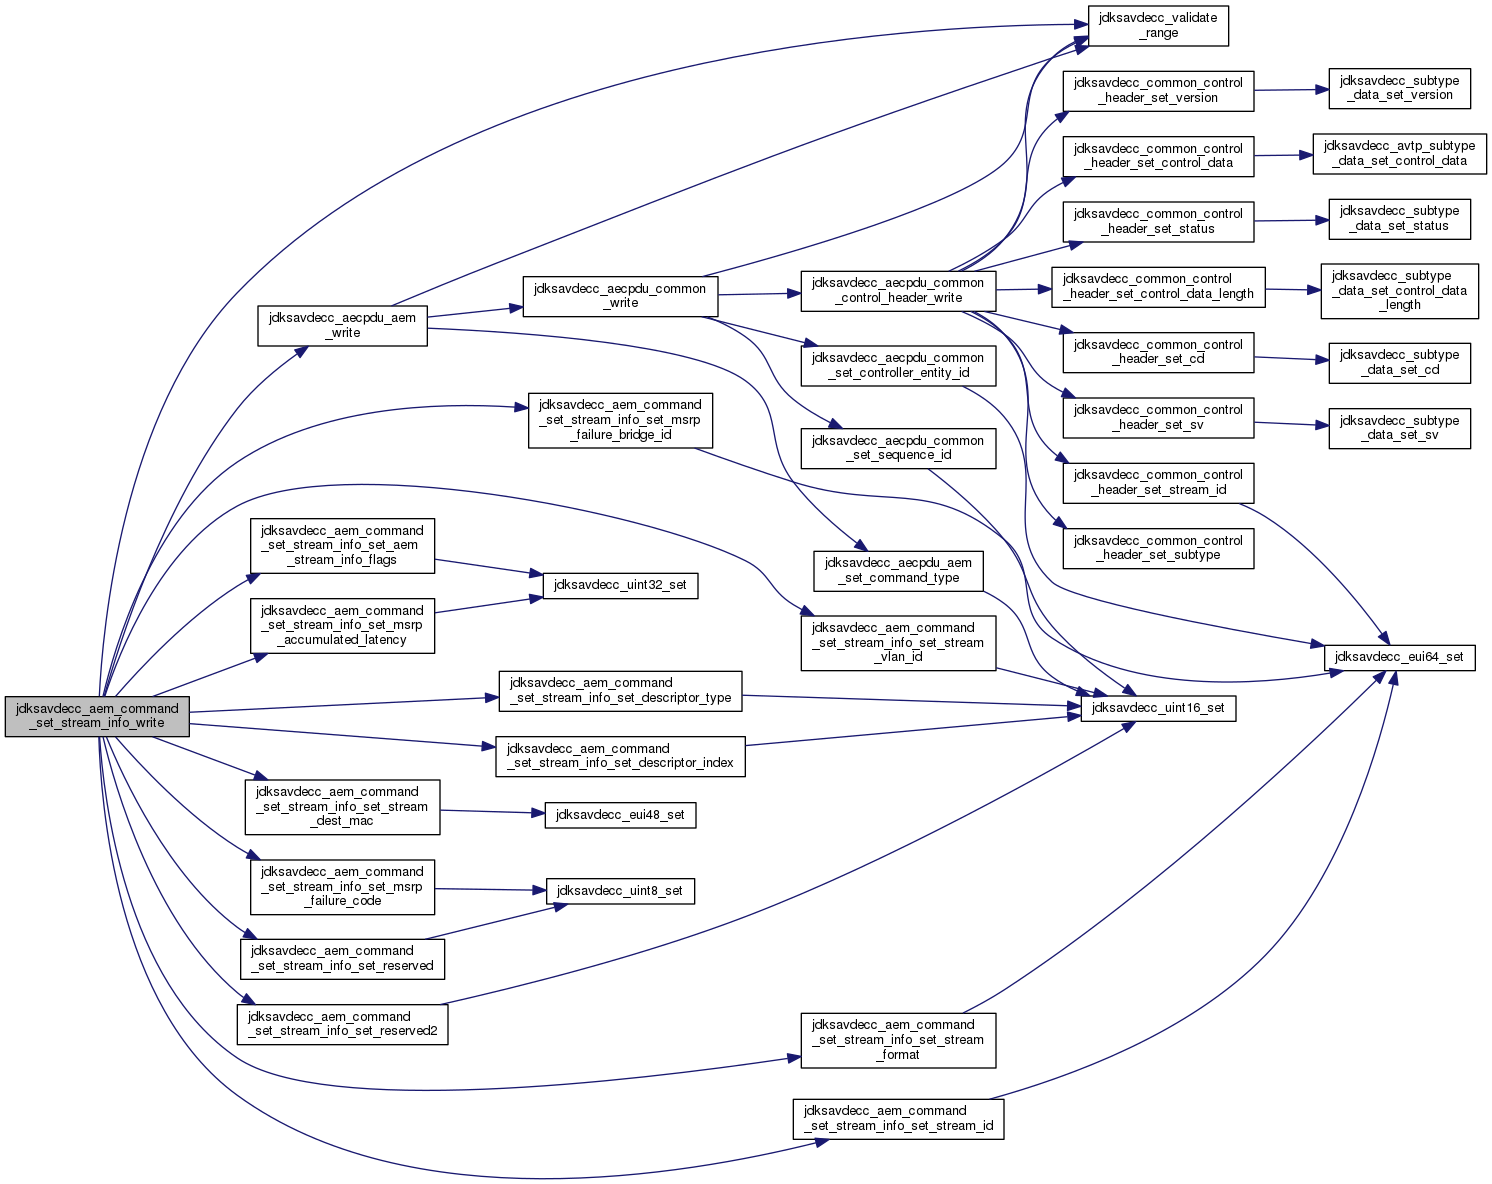 jdksavdecc_validate
_range
jdksavdecc_common_control
_header_set_version
jdksavdecc_subtype
_data_set_version
jdksavdecc_common_control
_header_set_control_data
jdksavdecc_avtp_subtype
_data_set_control_data
jdksavdecc_common_control
_header_set_status
jdksavdecc_subtype
_data_set_status
jdksavdecc_aecpdu_common
_write
jdksavdecc_aecpdu_common
_control_header_write
jdksavdecc_common_control
_header_set_control_data_length
jdksavdecc_subtype
_data_set_control_data
_length
jdksavdecc_aecpdu_aem
_write
jdksavdecc_aecpdu_common
_set_controller_entity_id
jdksavdecc_common_control
_header_set_cd
jdksavdecc_subtype
_data_set_cd
jdksavdecc_aem_command
_set_stream_info_set_msrp
_failure_bridge_id
jdksavdecc_aecpdu_common
_set_sequence_id
jdksavdecc_common_control
_header_set_sv
jdksavdecc_subtype
_data_set_sv
jdksavdecc_common_control
_header_set_stream_id
jdksavdecc_aem_command
_set_stream_info_set_aem
_stream_info_flags
jdksavdecc_uint32_set
jdksavdecc_aecpdu_aem
_set_command_type
jdksavdecc_common_control
_header_set_subtype
jdksavdecc_aem_command
_set_stream_info_set_msrp
_accumulated_latency
jdksavdecc_aem_command
_set_stream_info_set_stream
_vlan_id
jdksavdecc_eui64_set
jdksavdecc_aem_command
_set_stream_info_write
jdksavdecc_aem_command
_set_stream_info_set_descriptor_type
jdksavdecc_uint16_set
jdksavdecc_aem_command
_set_stream_info_set_descriptor_index
jdksavdecc_aem_command
_set_stream_info_set_stream
_dest_mac
jdksavdecc_eui48_set
jdksavdecc_aem_command
_set_stream_info_set_msrp
_failure_code
jdksavdecc_uint8_set
jdksavdecc_aem_command
_set_stream_info_set_reserved
jdksavdecc_aem_command
_set_stream_info_set_reserved2
jdksavdecc_aem_command
_set_stream_info_set_stream
_format
jdksavdecc_aem_command
_set_stream_info_set_stream_id